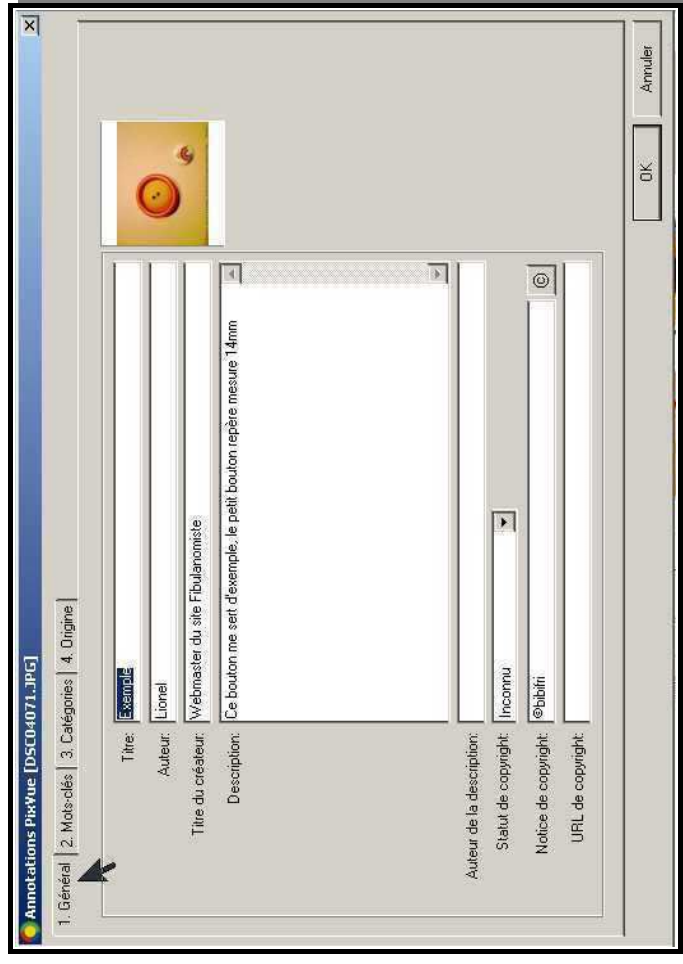 Annotations PixVue [DSC04071.JPG]
1. Général 2. Mots-clés 3. Catégories 4. Origine
Titre: Exemple
Auteur: Lionel
Titre du créateur: Webmaster du site Fibulanomiste
Description: Ce bouton me sert d'exemple, le petit bouton repère mesure 14mm
Auteur de la description:
Statut de copyright: Inconnu
Notice de copyright: ©bibifri ©
URL de copyright:
OK Annuler